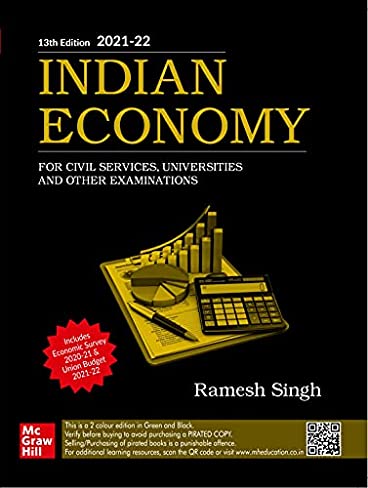 13th Edition 2021-22
INDIAN
ECONOMY
FOR CIVIL SERVICES, UNIVERSITIES
AND OTHER EXAMINATIONS
Includes
Economic Survey
2020-21 &
Union Budget
2021-22
Ramesh Singh
Mc
Graw
Hill
This is a 2 colour edition in Green and Black.
Verify before buying to avoid purchasing a PIRATED COPY.
Selling/Purchasing of pirated books is a punishable offence.
For additional learning resources, scan the QR code or visit www.mheducation.co.in